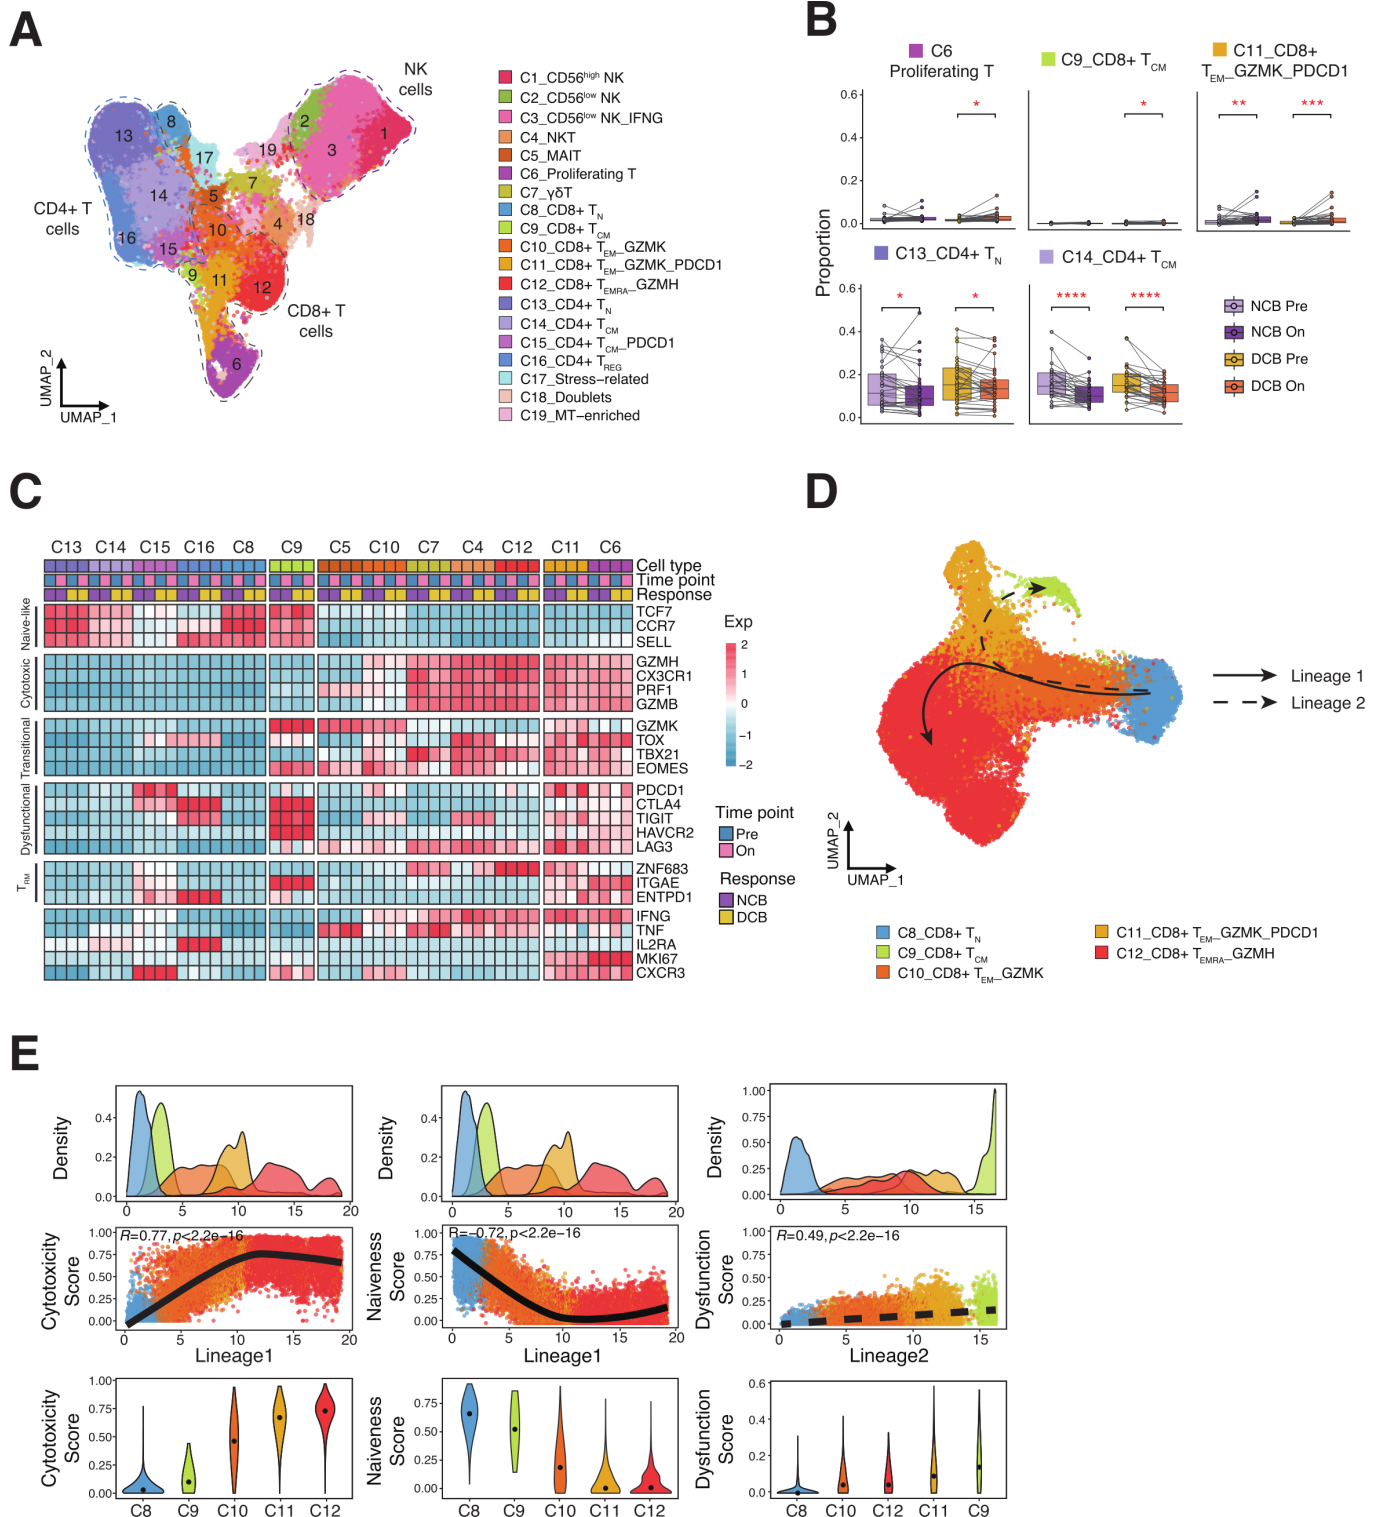 A
NK
cells
CD4+ T
cells
CD8+ T
cells
1
2
3
4
5
6
7
8
9
10
11
12
13
14
15
16
17
18
19
UMAP_2
UMAP_1
C1_CD56high NK
C2_CD56low NK
C3_CD56low NK_IFNG
C4_NKT
C5_MAIT
C6_Proliferating T
C7_γδT
C8_CD8+ TN
C9_CD8+ TCM
C10_CD8+ TEM_GZMK
C11_CD8+ TEM_GZMK_PDCD1
C12_CD8+ TEMRA_GZMH
C13_CD4+ TN
C14_CD4+ TCM
C15_CD4+ TCM_PDCD1
C16_CD4+ TREG
C17_Stress-related
C18_Doublets
C19_MT-enriched
B
C6
Proliferating T
C9_CD8+ TCM
C11_CD8+
TEM_GZMK_PDCD1
Proportion
0.6
0.4
0.2
0.0
*
*
**
***
C13_CD4+ TN
C14_CD4+ TCM
0.6
0.4
0.2
0.0
*
*
****
****
NCB Pre
NCB On
DCB Pre
DCB On
C
C13 C14 C15 C16 C8 C9 C5 C10 C7 C4 C12 C11 C6
Cell type
Time point
Response
Naive-like
TCF7
CCR7
SELL
Cytotoxic
GZMH
CX3CR1
PRF1
GZMB
Transitional
GZMK
TOX
TBX21
EOMES
Dysfunctional
PDCD1
CTLA4
TIGIT
HAVCR2
LAG3
TRM
ZNF683
ITGAE
ENTPD1
IFNG
TNF
IL2RA
MKI67
CXCR3
Exp
2
1
0
−1
−2
Time point
Pre
On
Response
NCB
DCB
D
Lineage 1
Lineage 2
UMAP_2
UMAP_1
C8_CD8+ TN
C9_CD8+ TCM
C10_CD8+ TEM_GZMK
C11_CD8+ TEM_GZMK_PDCD1
C12_CD8+ TEMRA_GZMH
E
Density
0.4
0.2
0.0
0 5 10 15 20
Cytotoxicity
Score
R=0.77, p<2.2e−16
1.00
0.75
0.50
0.25
0.00
0 5 10 15 20
Lineage1
Cytotoxicity
Score
1.00
0.75
0.50
0.25
0.00
C8 C9 C10 C11 C12
Density
0.4
0.2
0.0
0 5 10 15 20
Naiveness
Score
R=−0.72, p<2.2e−16
1.00
0.75
0.50
0.25
0.00
0 5 10 15 20
Lineage1
Naiveness
Score
0.75
0.50
0.25
0.00
C8 C9 C10 C11 C12
Density
1.00
0.75
0.50
0.25
0.00
0 5 10 15
Dysfunction
Score
R=0.49, p<2.2e−16
1.00
0.75
0.50
0.25
0.00
0 5 10 15
Lineage2
Dysfunction
Score
0.6
0.4
0.2
0.0
C8 C10 C12 C11 C9